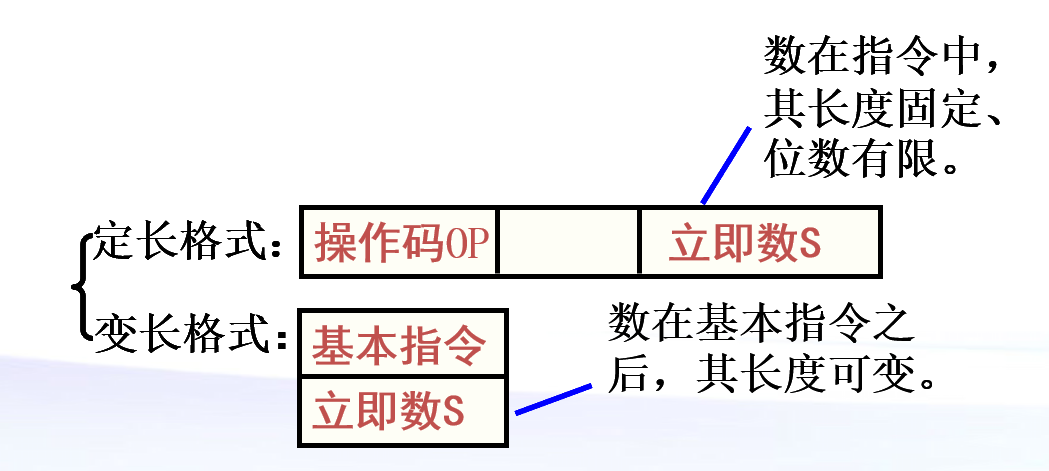 数在指令中，
其长度固定、
位数有限。
定长格式：
操作码OP
立即数S
变长格式：
基本指令
立即数S
数在基本指令之
后，其长度可变。